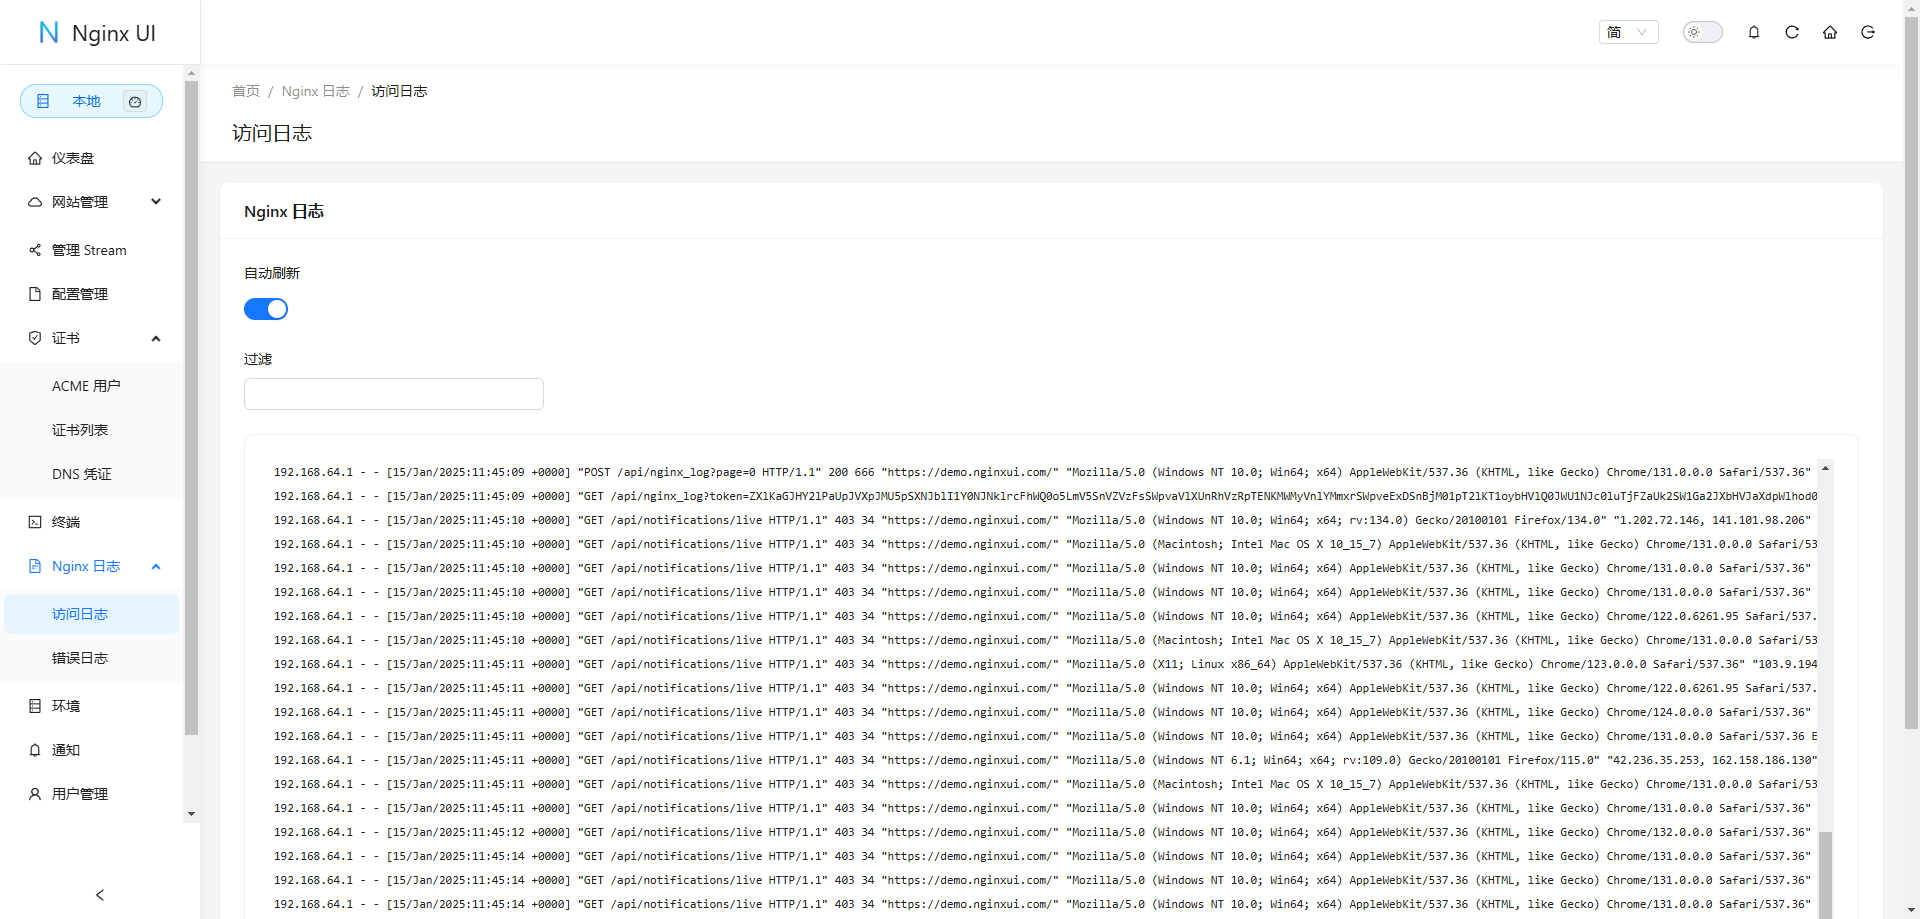 Nginx UI
简
本地
仪表盘
网站管理
管理 Stream
配置管理
证书
ACME 用户
证书列表
DNS 凭证
终端
Nginx 日志
访问日志
错误日志
环境
通知
用户管理
首页 / Nginx 日志 / 访问日志
访问日志
Nginx 日志
自动刷新
过滤
192.168.64.1 - - [15/Jan/2025:11:45:09 +0000] "POST /api/nginx_log?page=0 HTTP/1.1" 200 666 "https://demo.nginxui.com/" "Mozilla/5.0 (Windows NT 10.0; Win64; x64) AppleWebKit/537.36 (KHTML, like Gecko) Chrome/131.0.0.0 Safari/537.36"
192.168.64.1 - - [15/Jan/2025:11:45:09 +0000] "GET /api/nginx_log?token=
192.168.64.1 - - [15/Jan/2025:11:45:10 +0000] "GET /api/notifications/live HTTP/1.1" 403 34 "https://demo.nginxui.com/" "Mozilla/5.0 (Windows NT 10.0; Win64; x64; rv:134.0) Gecko/20100101 Firefox/134.0" "1.202.72.146, 141.101.98.206"
192.168.64.1 - - [15/Jan/2025:11:45:10 +0000] "GET /api/notifications/live HTTP/1.1" 403 34 "https://demo.nginxui.com/" "Mozilla/5.0 (Macintosh; Intel Mac OS X 10_15_7) AppleWebKit/537.36 (KHTML, like Gecko) Chrome/131.0.0.0 Safari/53
192.168.64.1 - - [15/Jan/2025:11:45:10 +0000] "GET /api/notifications/live HTTP/1.1" 403 34 "https://demo.nginxui.com/" "Mozilla/5.0 (Windows NT 10.0; Win64; x64) AppleWebKit/537.36 (KHTML, like Gecko) Chrome/131.0.0.0 Safari/537.36"
192.168.64.1 - - [15/Jan/2025:11:45:10 +0000] "GET /api/notifications/live HTTP/1.1" 403 34 "https://demo.nginxui.com/" "Mozilla/5.0 (Windows NT 10.0; Win64; x64) AppleWebKit/537.36 (KHTML, like Gecko) Chrome/131.0.0.0 Safari/537.36"
192.168.64.1 - - [15/Jan/2025:11:45:10 +0000] "GET /api/notifications/live HTTP/1.1" 403 34 "https://demo.nginxui.com/" "Mozilla/5.0 (Windows NT 10.0; Win64; x64) AppleWebKit/537.36 (KHTML, like Gecko) Chrome/122.0.6261.95 Safari/537.
192.168.64.1 - - [15/Jan/2025:11:45:10 +0000] "GET /api/notifications/live HTTP/1.1" 403 34 "https://demo.nginxui.com/" "Mozilla/5.0 (Macintosh; Intel Mac OS X 10_15_7) AppleWebKit/537.36 (KHTML, like Gecko) Chrome/131.0.0.0 Safari/53
192.168.64.1 - - [15/Jan/2025:11:45:11 +0000] "GET /api/notifications/live HTTP/1.1" 403 34 "https://demo.nginxui.com/" "Mozilla/5.0 (X11; Linux x86_64) AppleWebKit/537.36 (KHTML, like Gecko) Chrome/123.0.0.0 Safari/537.36" "103.9.194
192.168.64.1 - - [15/Jan/2025:11:45:11 +0000] "GET /api/notifications/live HTTP/1.1" 403 34 "https://demo.nginxui.com/" "Mozilla/5.0 (Windows NT 10.0; Win64; x64) AppleWebKit/537.36 (KHTML, like Gecko) Chrome/122.0.6261.95 Safari/537.
192.168.64.1 - - [15/Jan/2025:11:45:11 +0000] "GET /api/notifications/live HTTP/1.1" 403 34 "https://demo.nginxui.com/" "Mozilla/5.0 (Windows NT 10.0; Win64; x64) AppleWebKit/537.36 (KHTML, like Gecko) Chrome/124.0.0.0 Safari/537.36"
192.168.64.1 - - [15/Jan/2025:11:45:11 +0000] "GET /api/notifications/live HTTP/1.1" 403 34 "https://demo.nginxui.com/" "Mozilla/5.0 (Windows NT 10.0; Win64; x64) AppleWebKit/537.36 (KHTML, like Gecko) Chrome/131.0.0.0 Safari/537.36 E
192.168.64.1 - - [15/Jan/2025:11:45:11 +0000] "GET /api/notifications/live HTTP/1.1" 403 34 "https://demo.nginxui.com/" "Mozilla/5.0 (Windows NT 6.1; Win64; x64; rv:109.0) Gecko/20100101 Firefox/115.0" "42.236.35.253, 162.158.186.130"
192.168.64.1 - - [15/Jan/2025:11:45:11 +0000] "GET /api/notifications/live HTTP/1.1" 403 34 "https://demo.nginxui.com/" "Mozilla/5.0 (Macintosh; Intel Mac OS X 10_15_7) AppleWebKit/537.36 (KHTML, like Gecko) Chrome/131.0.0.0 Safari/53
192.168.64.1 - - [15/Jan/2025:11:45:11 +0000] "GET /api/notifications/live HTTP/1.1" 403 34 "https://demo.nginxui.com/" "Mozilla/5.0 (Windows NT 10.0; Win64; x64) AppleWebKit/537.36 (KHTML, like Gecko) Chrome/131.0.0.0 Safari/537.36"
192.168.64.1 - - [15/Jan/2025:11:45:12 +0000] "GET /api/notifications/live HTTP/1.1" 403 34 "https://demo.nginxui.com/" "Mozilla/5.0 (Windows NT 10.0; Win64; x64) AppleWebKit/537.36 (KHTML, like Gecko) Chrome/132.0.0.0 Safari/537.36"
192.168.64.1 - - [15/Jan/2025:11:45:14 +0000] "GET /api/notifications/live HTTP/1.1" 403 34 "https://demo.nginxui.com/" "Mozilla/5.0 (Windows NT 10.0; Win64; x64) AppleWebKit/537.36 (KHTML, like Gecko) Chrome/131.0.0.0 Safari/537.36"
192.168.64.1 - - [15/Jan/2025:11:45:14 +0000] "GET /api/notifications/live HTTP/1.1" 403 34 "https://demo.nginxui.com/" "Mozilla/5.0 (Windows NT 10.0; Win64; x64) AppleWebKit/537.36 (KHTML, like Gecko) Chrome/131.0.0.0 Safari/537.36"
192.168.64.1 - - [15/Jan/2025:11:45:14 +0000] "GET /api/notifications/live HTTP/1.1" 403 34 "https://demo.nginxui.com/" "Mozilla/5.0 (Windows NT 10.0; Win64; x64) AppleWebKit/537.36 (KHTML, like Gecko) Chrome/131.0.0.0 Safari/537.36"